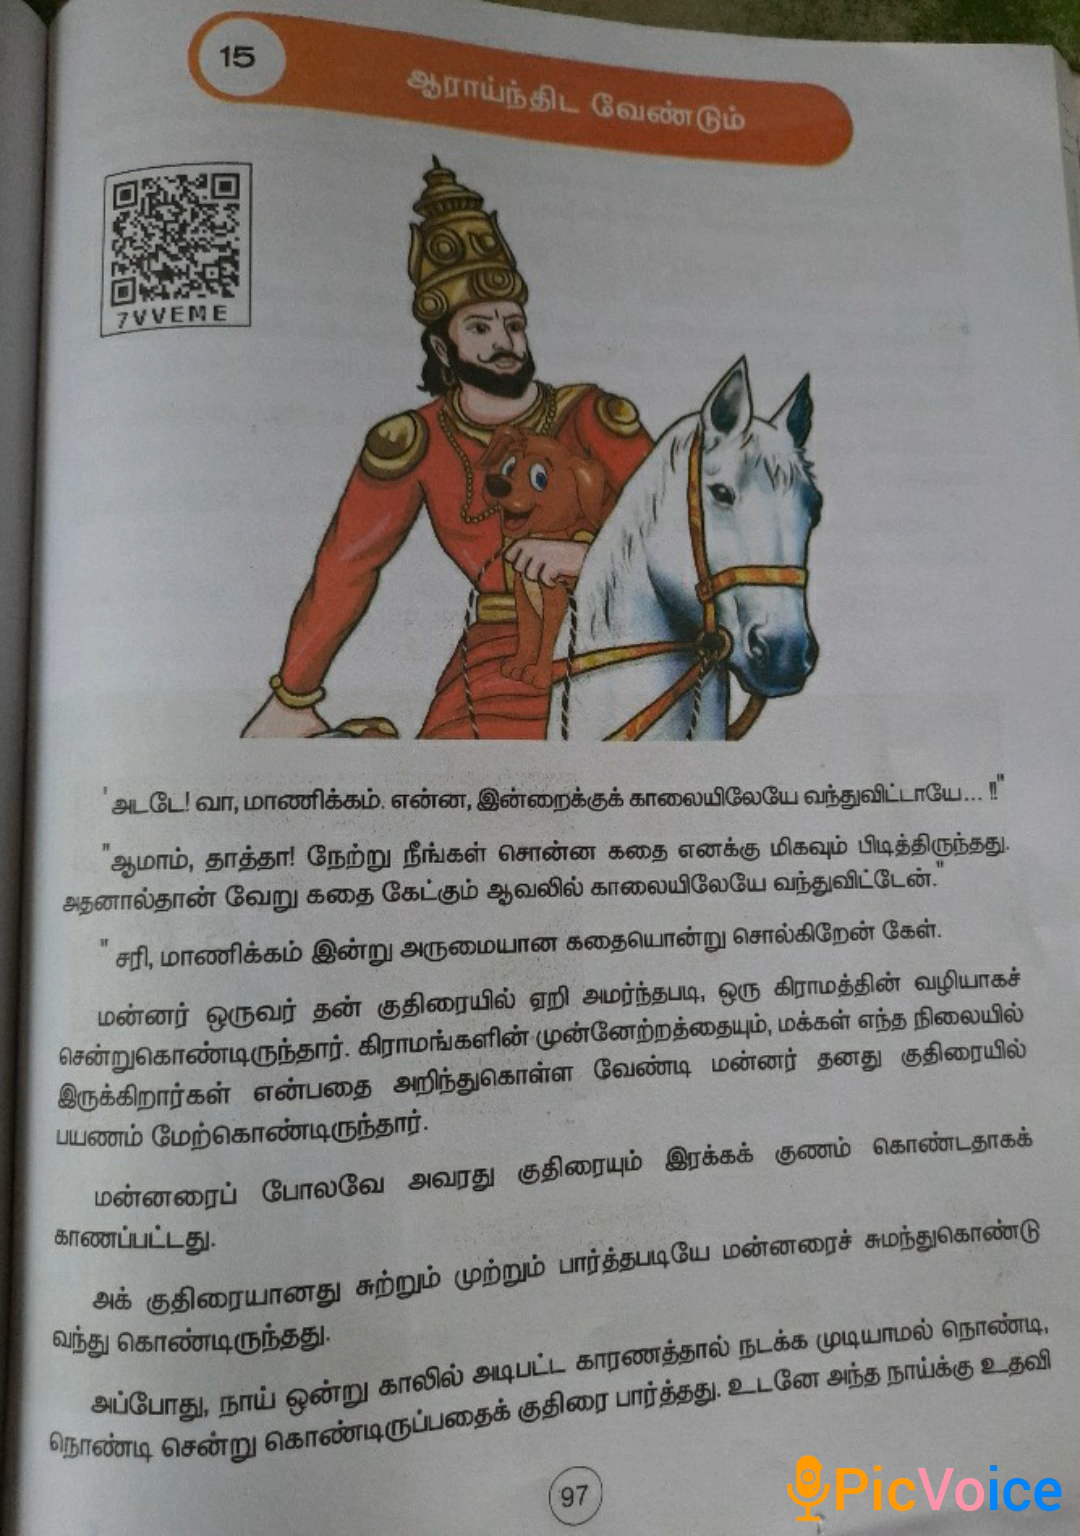 15
ஆராய்ந்திட வேண்டும்
7VVEME
'அடடே! வா, மாணிக்கம். என்ன, இன்றைக்குக் காலையிலேயே வந்துவிட்டாயே... !!"
"ஆமாம், தாத்தா! நேற்று நீங்கள் சொன்ன கதை எனக்கு மிகவும் பிடித்திருந்தது.
அதனால்தான் வேறு கதை கேட்கும் ஆவலில் காலையிலேயே வந்துவிட்டேன்."
" சரி, மாணிக்கம் இன்று அருமையான கதையொன்று சொல்கிறேன் கேள்.
மன்னர் ஒருவர் தன் குதிரையில் ஏறி அமர்ந்தபடி, ஒரு கிராமத்தின் வழியாகச்
சென்றுகொண்டிருந்தார். கிராமங்களின் முன்னேற்றத்தையும், மக்கள் எந்த நிலையில்
இருக்கிறார்கள் என்பதை அறிந்துகொள்ள வேண்டி மன்னர் தனது குதிரையில்
பயணம் மேற்கொண்டிருந்தார்.
மன்னரைப் போலவே அவரது குதிரையும் இரக்கக் குணம் கொண்டதாகக்
காணப்பட்டது.
அக் குதிரையானது சுற்றும் முற்றும் பார்த்தபடியே மன்னரைச் சுமந்துகொண்டு
வந்து கொண்டிருந்தது.
அப்போது, நாய் ஒன்று காலில் அடிபட்ட காரணத்தால் நடக்க முடியாமல் நொண்டி,
நொண்டி சென்று கொண்டிருப்பதைக் குதிரை பார்த்தது. உடனே அந்த நாய்க்கு உதவி
97
PicVoice